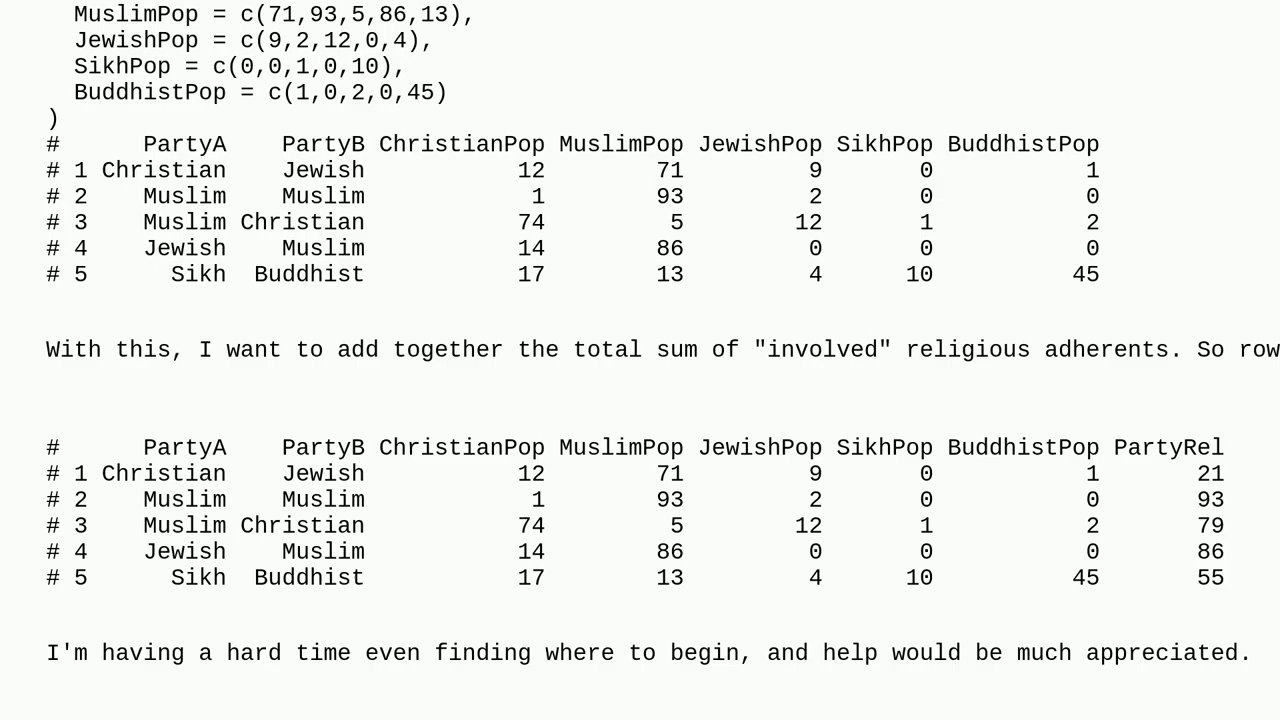 MuslimPop = c(71,93,5,86,13),
JewishPop = c(9,2,12,0,4),
SikhPop = c(0,0,1,0,10),
BuddhistPop = c(1,0,2,0,45)
)
# PartyA PartyB ChristianPop MuslimPop JewishPop SikhPop BuddhistPop
# 1 Christian Jewish 12 71 9 0 1
# 2 Muslim Muslim 1 93 2 0 0
# 3 Muslim Christian 74 5 12 1 2
# 4 Jewish Muslim 14 86 0 0 0
# 5 Sikh Buddhist 17 13 4 10 45
With this, I want to add together the total sum of "involved" religious adherents. So row
# PartyA PartyB ChristianPop MuslimPop JewishPop SikhPop BuddhistPop PartyRel
# 1 Christian Jewish 12 71 9 0 1 21
# 2 Muslim Muslim 1 93 2 0 0 93
# 3 Muslim Christian 74 5 12 1 2 79
# 4 Jewish Muslim 14 86 0 0 0 86
# 5 Sikh Buddhist 17 13 4 10 45 55
I'm having a hard time even finding where to begin, and help would be much appreciated.